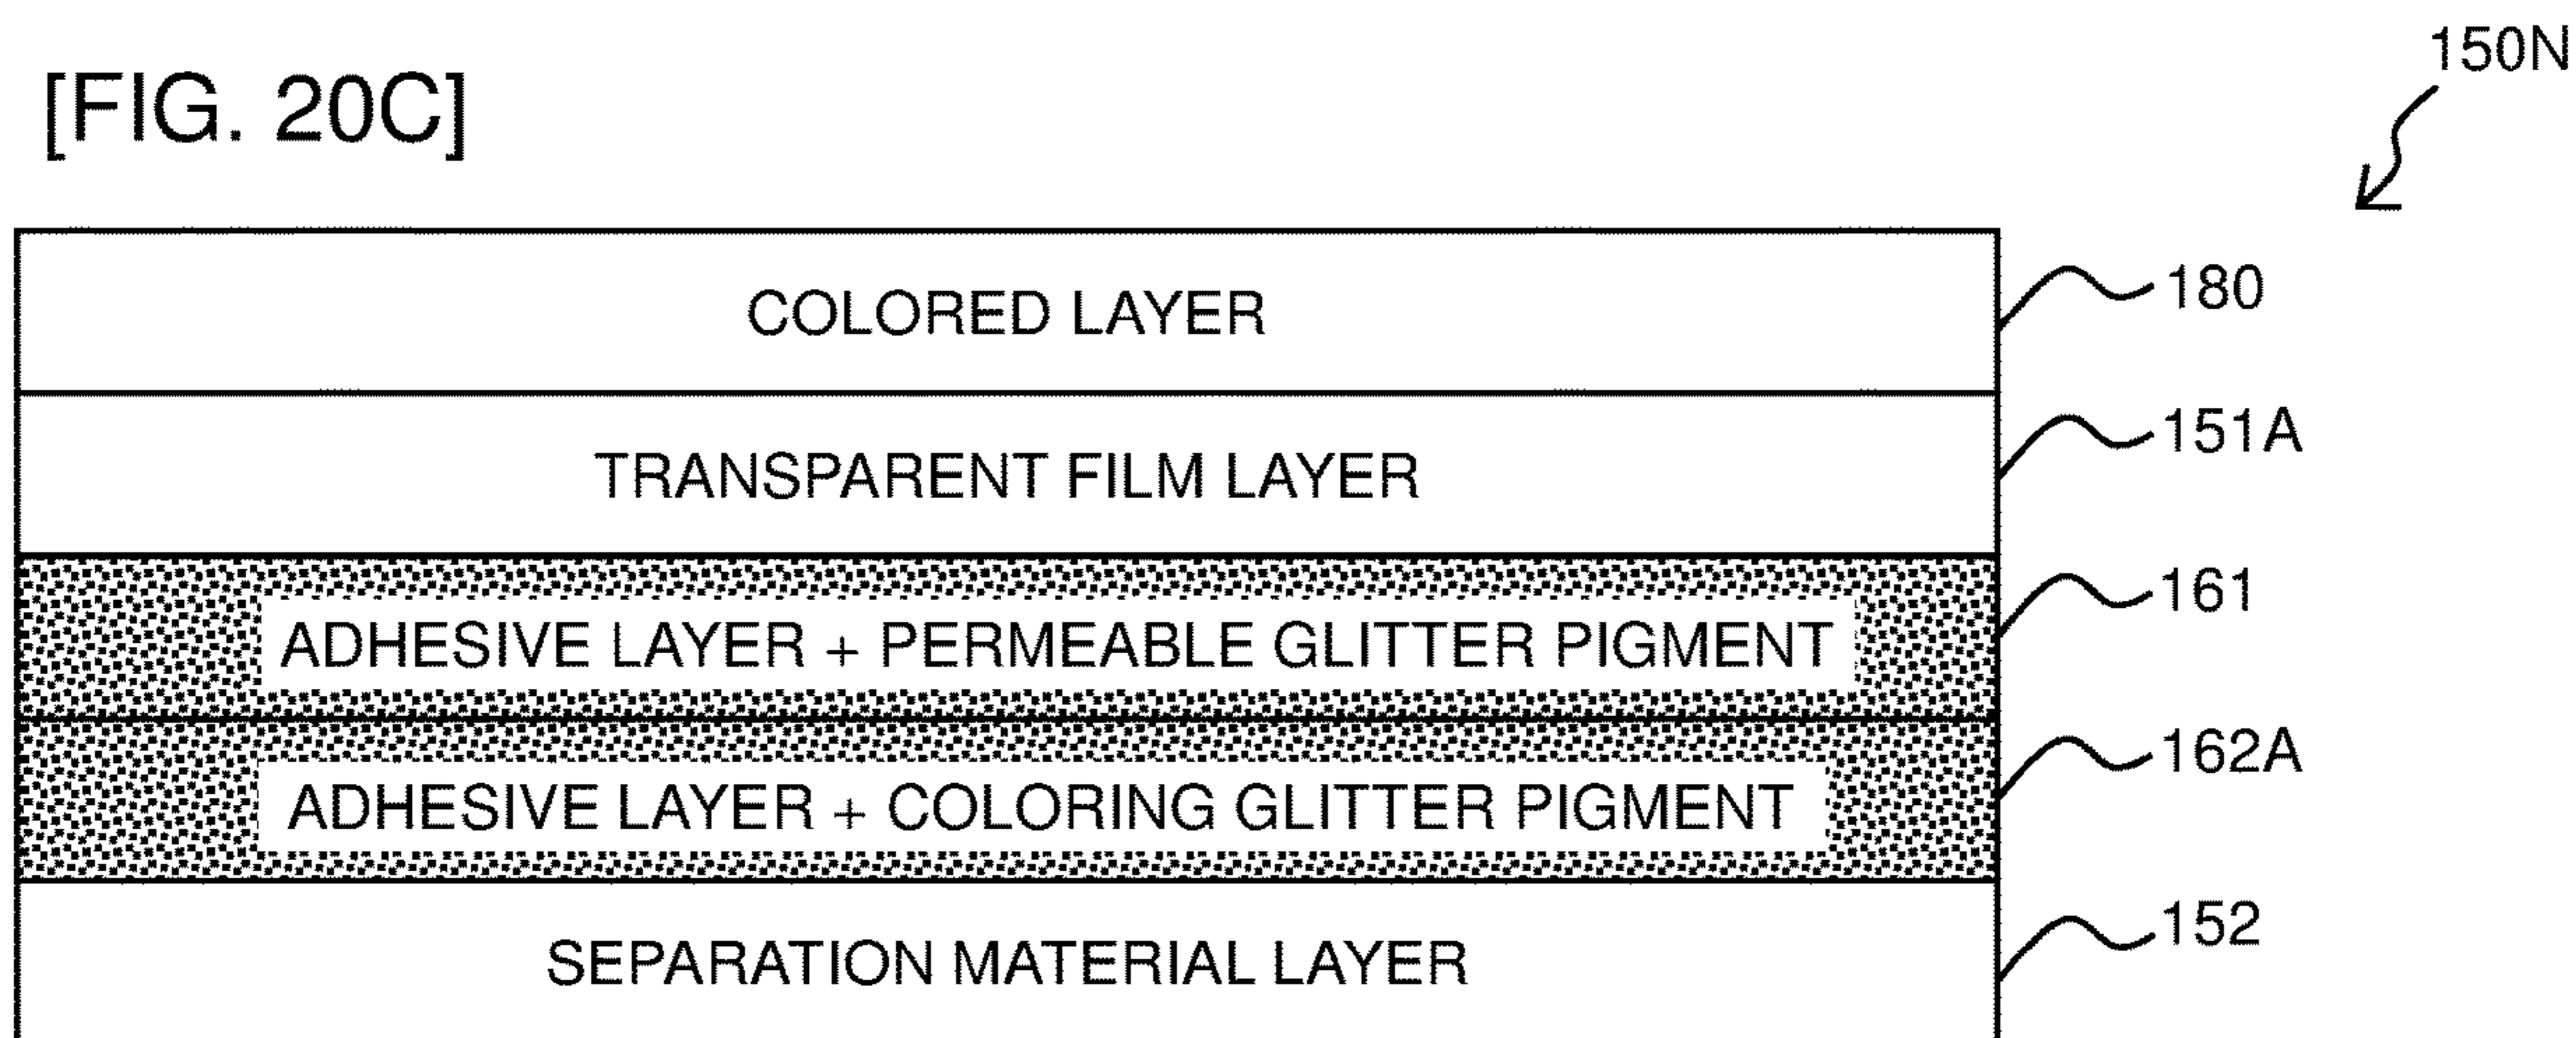 150N
[FIG. 20C]
COLORED LAYER
180
TRANSPARENT FILM LAYER
151A
ADHESIVE LAYER + PERMEABLE GLITTER PIGMENT
161
ADHESIVE LAYER + COLORING GLITTER PIGMENT
162A
SEPARATION MATERIAL LAYER
152